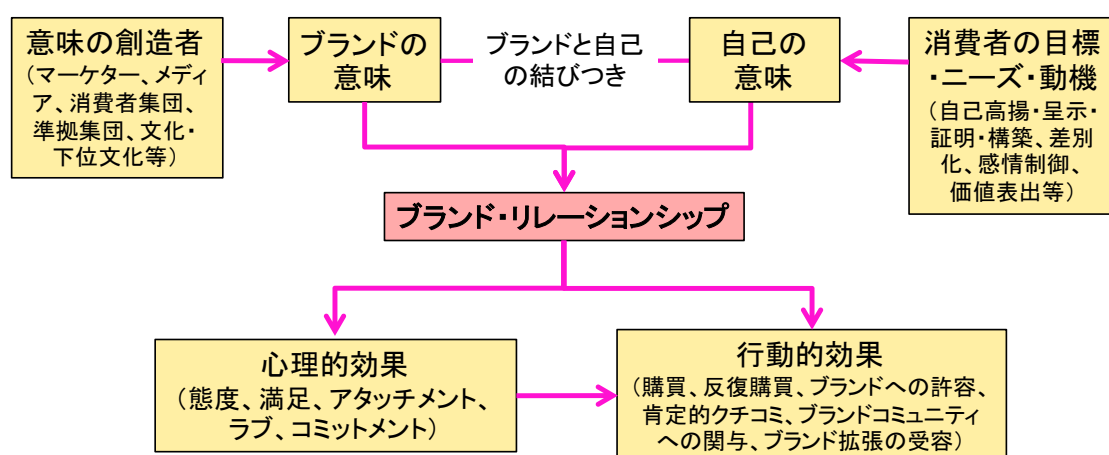 意味の創造者
(マーケター、メディ
ア、消費者集団、
準拠集団、文化・
下位文化等)
ブランドの
意味
ブランドと自己
の結びつき
自己の
意味
消費者の目標
・ニーズ・動機
(自己高揚・呈示・
証明・構築、差別
化、感情制御、
価値表出等)
ブランド・リレーションシップ
心理的効果
(態度、満足、アタッチメント、
ラブ、コミットメント)
行動的効果
(購買、反復購買、ブランドへの許容、
肯定的クチコミ、ブランドコミュニティ
への関与、ブランド拡張の受容)